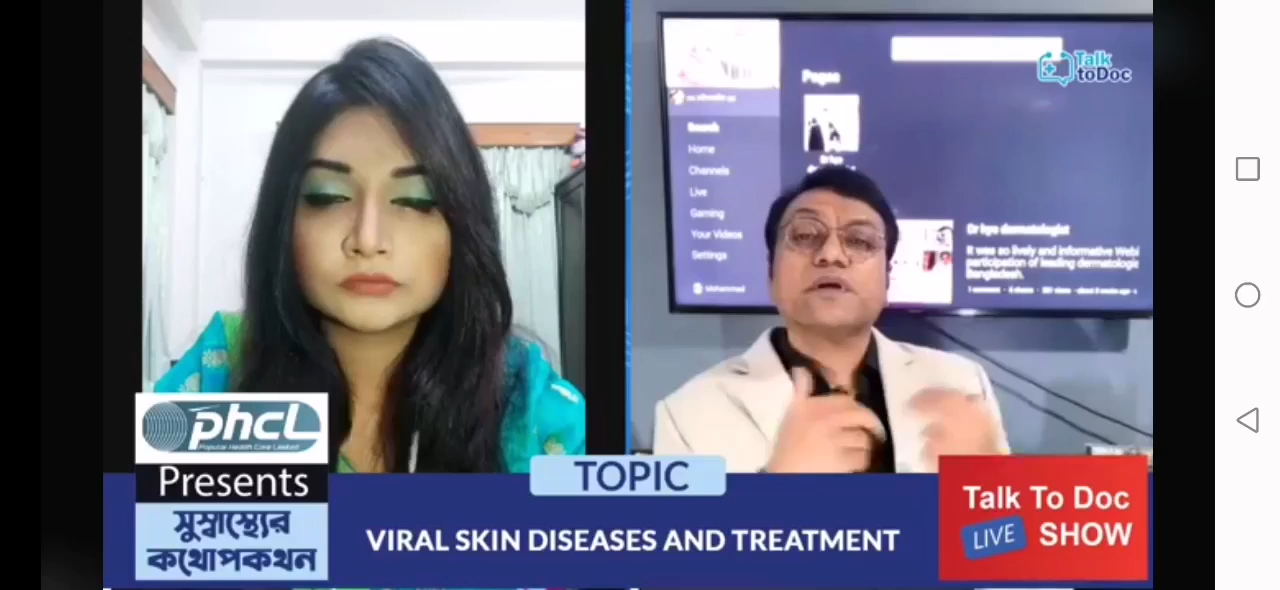 Talk
toDoc
Pages
Search
Home
Channels
Live
Gaming
Your Videos
Settings
Dr kyo dermatologist
It was so lively and informative Webi
participation of leading dermatologic
Bangladesh.
phcl
Popular Health Care Limited
Presents
সুস্বাস্থ্যের
কথোপকথন
TOPIC
VIRAL SKIN DISEASES AND TREATMENT
Talk To Doc
LIVE SHOW